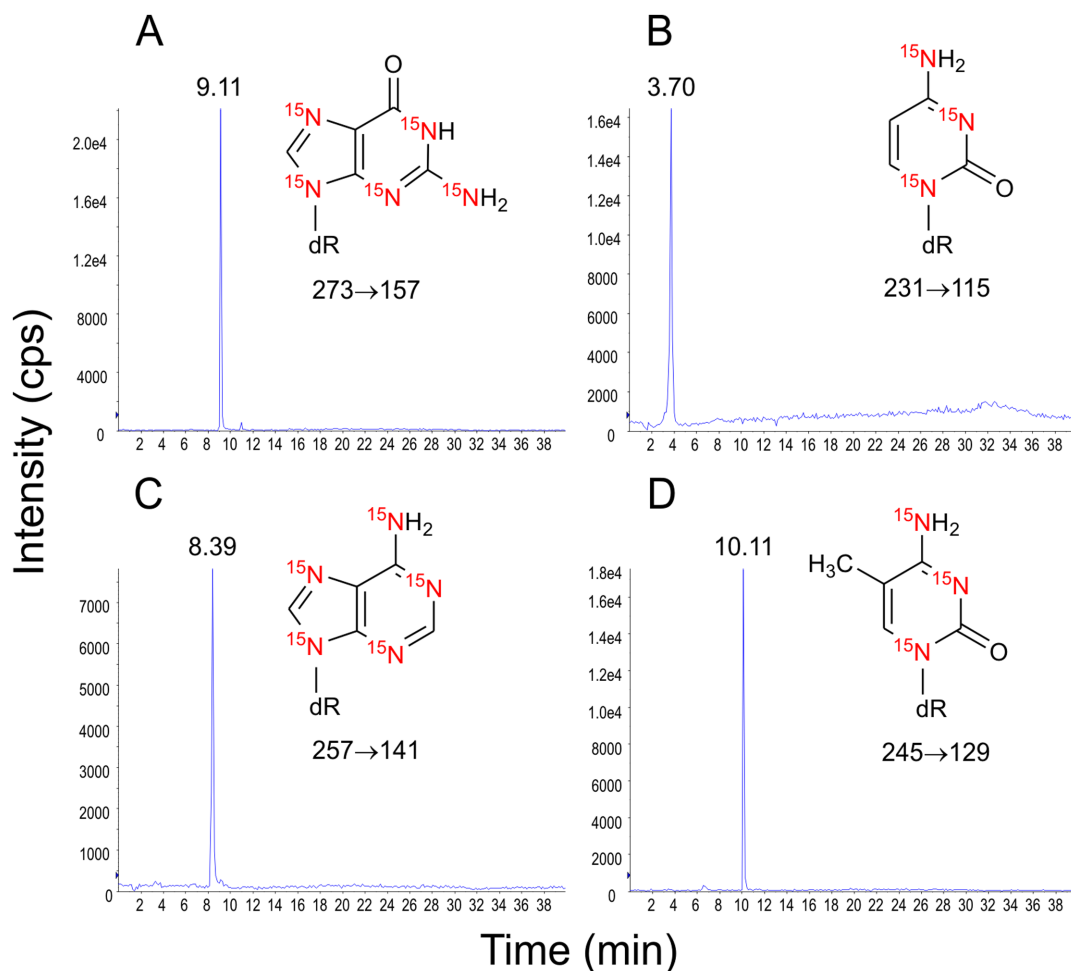 Intensity (cps)
A
9.11
2.0e4
1.6e4
1.2e4
8000
4000
0
2 4 6 8 10 12 14 16 18 20 22 24 26 28 30 32 34 36 38
O
15N
15NH
15N
15N
15NH2
dR
273→157
B
3.70
1.6e4
1.4e4
1.2e4
1.0e4
8000
6000
4000
2000
0
2 4 6 8 10 12 14 16 18 20 22 24 26 28 30 32 34 36 38
15NH2
15N
15N
O
dR
231→115
C
8.39
7000
6000
5000
4000
3000
2000
1000
0
2 4 6 8 10 12 14 16 18 20 22 24 26 28 30 32 34 36 38
15NH2
15N
15N
15N
15N
dR
257→141
D
10.11
1.8e4
1.6e4
1.4e4
1.2e4
1.0e4
8000
6000
4000
2000
0
2 4 6 8 10 12 14 16 18 20 22 24 26 28 30 32 34 36 38
15NH2
H3C
15N
15N
O
dR
245→129
Time (min)